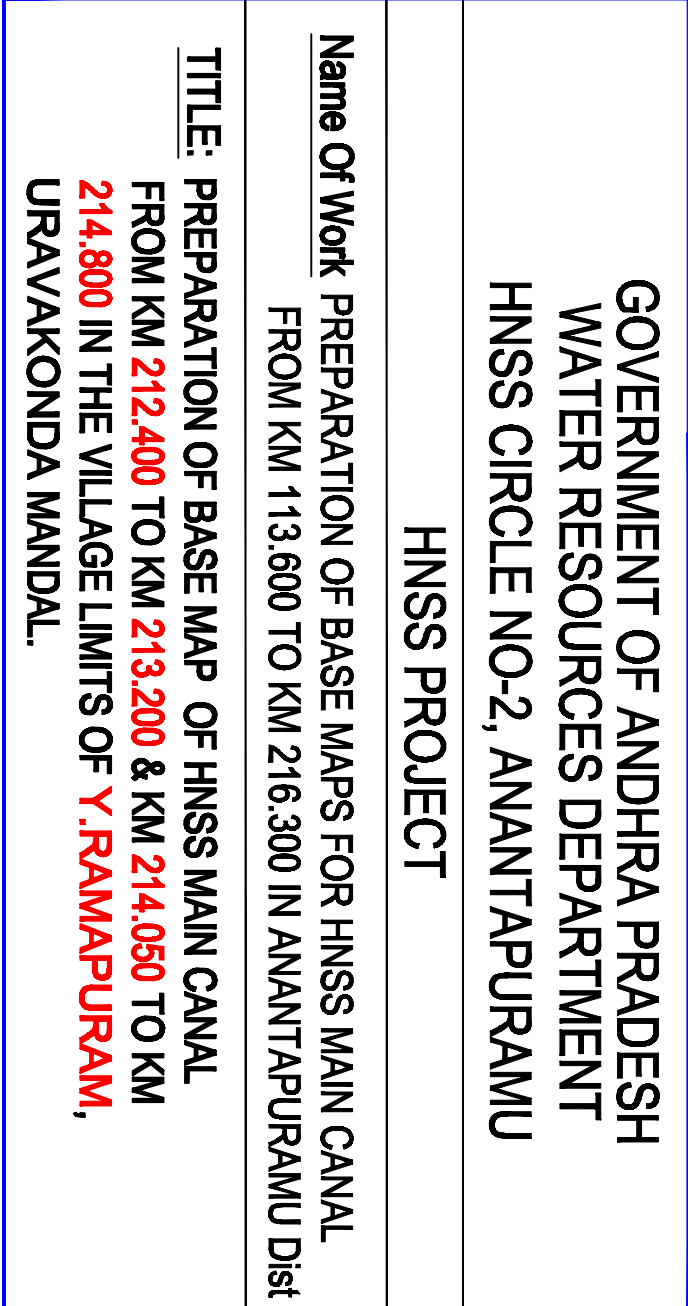 GOVERNMENT OF ANDHRA PRADESH
WATER RESOURCES DEPARTMENT
HNSS CIRCLE NO-2, ANANTAPURAMU
HNSS PROJECT
Name Of Work PREPARATION OF BASE MAPS FOR HNSS MAIN CANAL
FROM KM 113.600 TO KM 216.300 IN ANANTAPURAMU Dist
TITLE: PREPARATION OF BASE MAP OF HNSS MAIN CANAL
FROM KM 212.400 TO KM 213.200 & KM 214.050 TO KM
214.800 IN THE VILLAGE LIMITS OF Y.RAMAPURAM,
URAVAKONDA MANDAL.